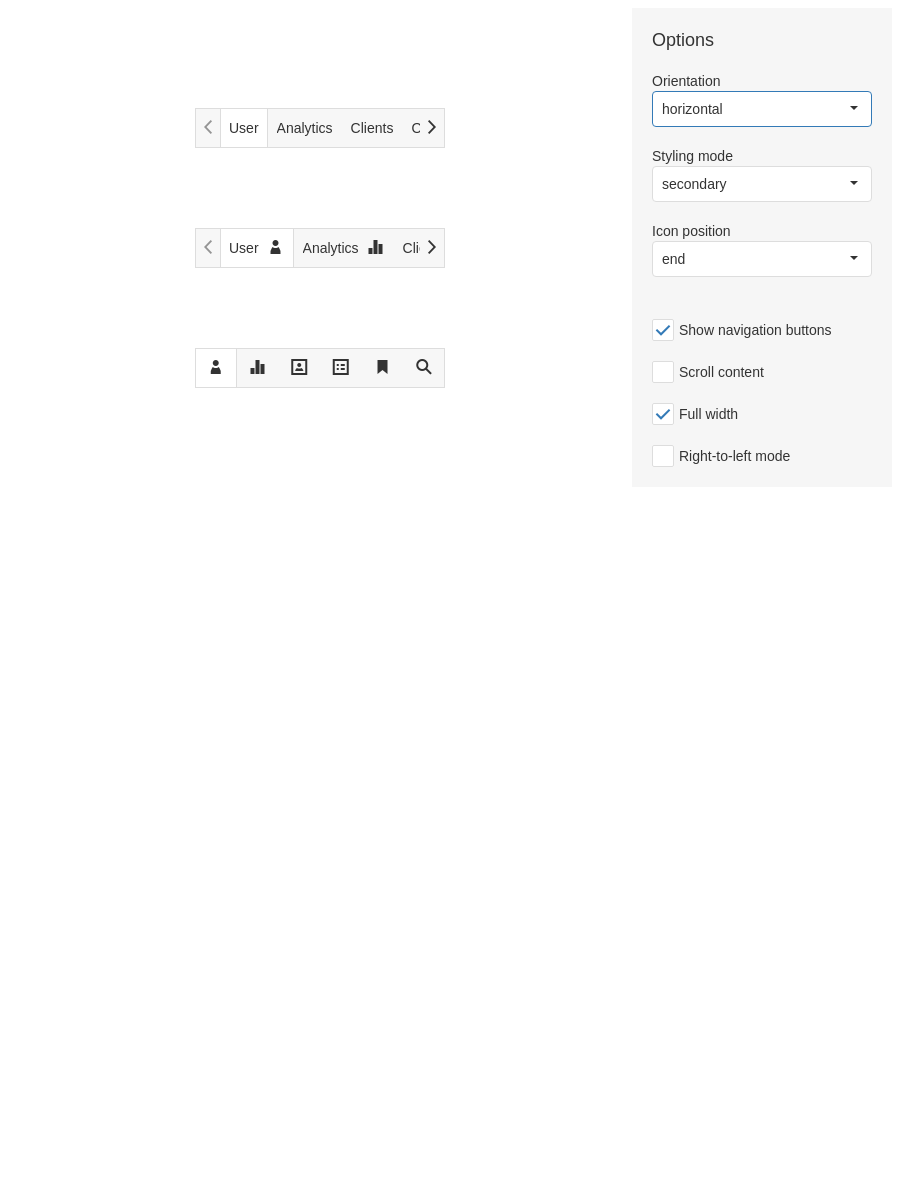 User Analytics Clients
User Analytics
Options
Orientation
horizontal
Styling mode
secondary
Icon position
end
Show navigation buttons
Scroll content
Full width
Right-to-left mode